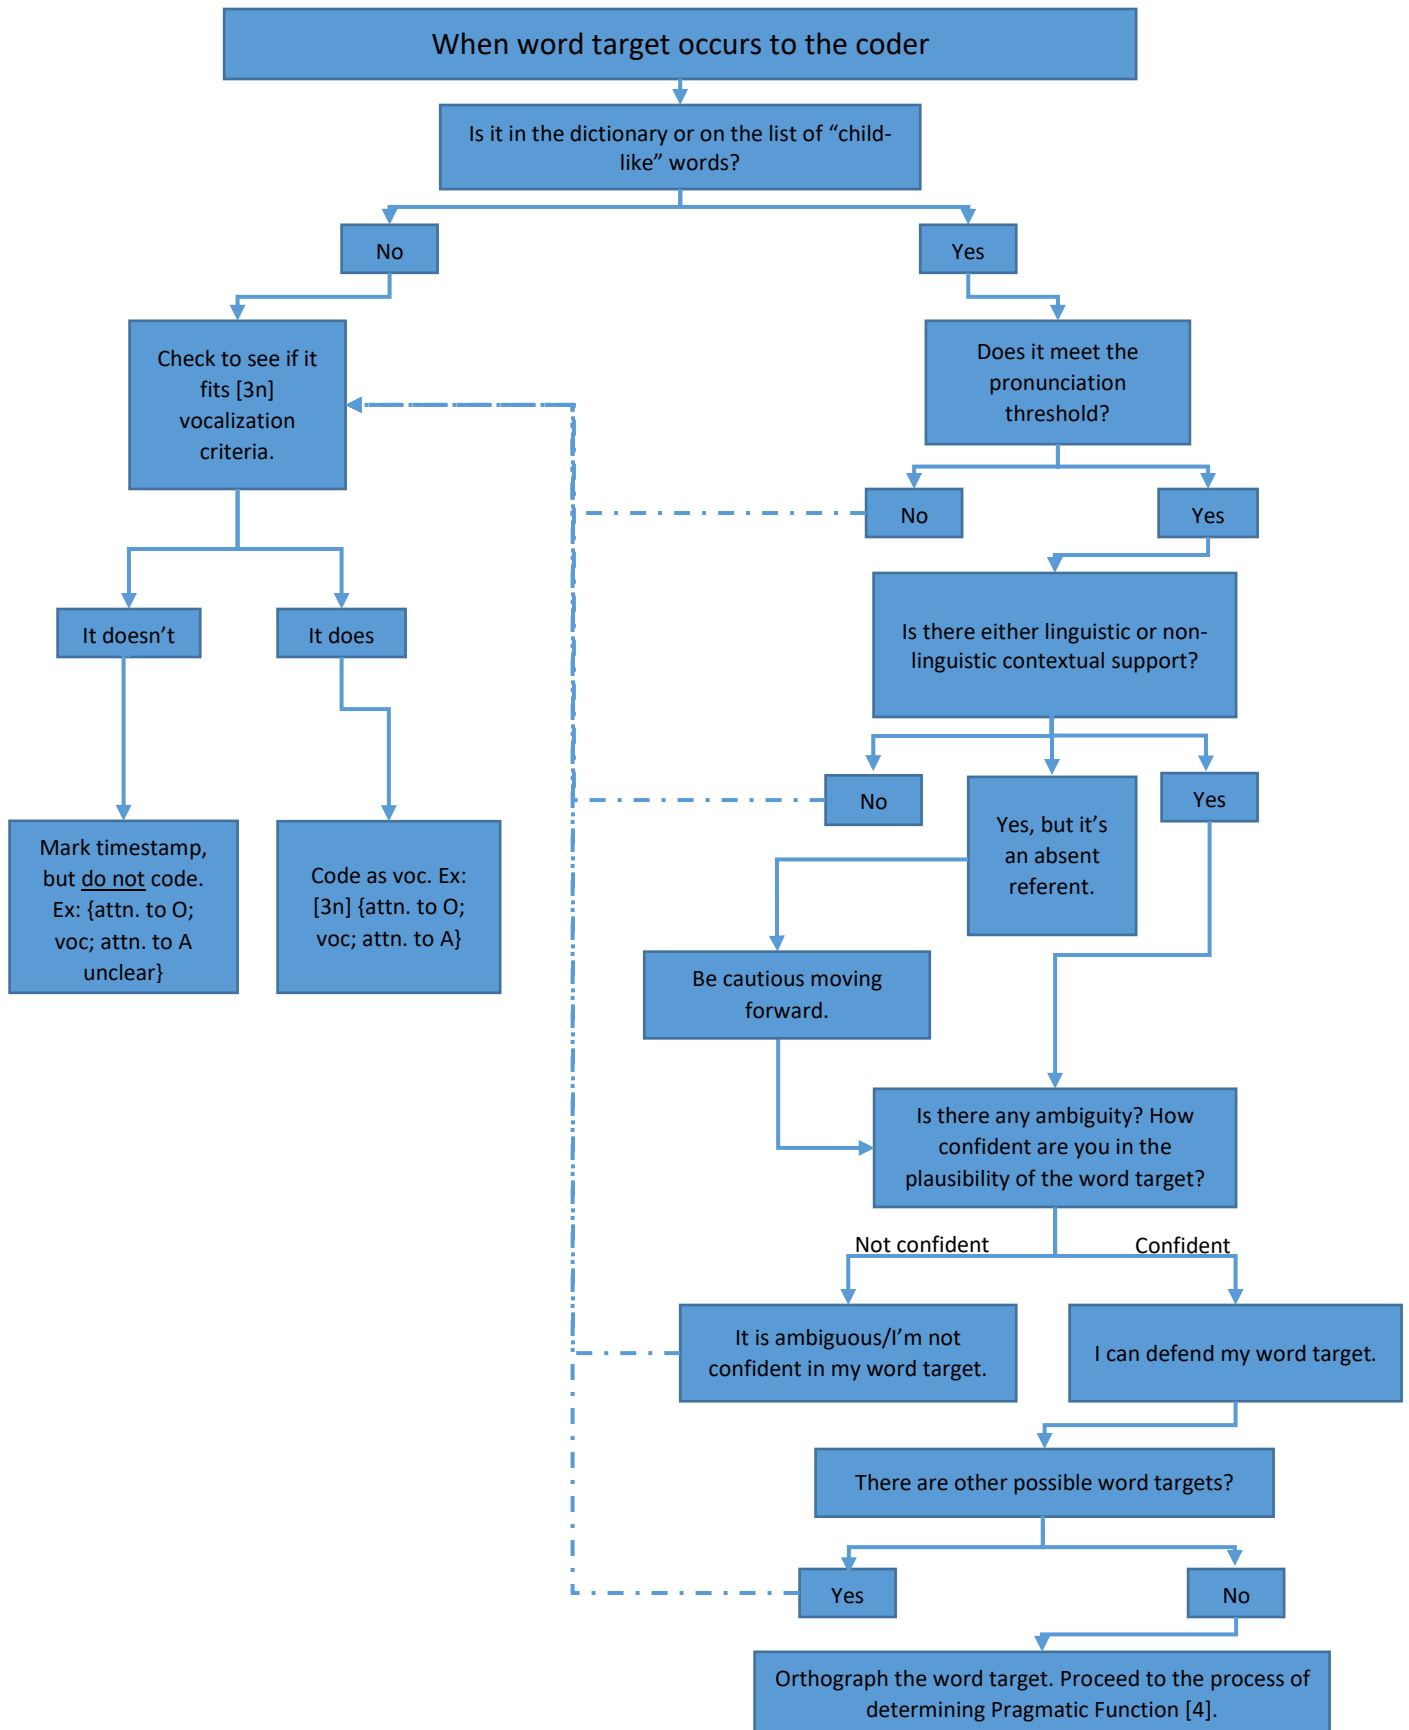 When word target occurs to the coder
Is it in the dictionary or on the list of “child-
like” words?
No
Yes
Check to see if it
fits [3n]
vocalization
criteria.
Does it meet the
pronunciation
threshold?
No
Yes
It doesn’t
It does
Is there either linguistic or non-
linguistic contextual support?
No
Yes, but it’s
an absent
referent.
Yes
Mark timestamp,
but do not code.
Ex: {attn. to O;
voc; attn. to A
unclear}
Code as voc. Ex:
[3n] {attn. to O;
voc; attn. to A}
Be cautious moving
forward.
Is there any ambiguity? How
confident are you in the
plausibility of the word target?
Not confident
Confident
It is ambiguous/I’m not
confident in my word target.
I can defend my word target.
There are other possible word targets?
Yes
No
Orthograph the word target. Proceed to the process of
determining Pragmatic Function [4].